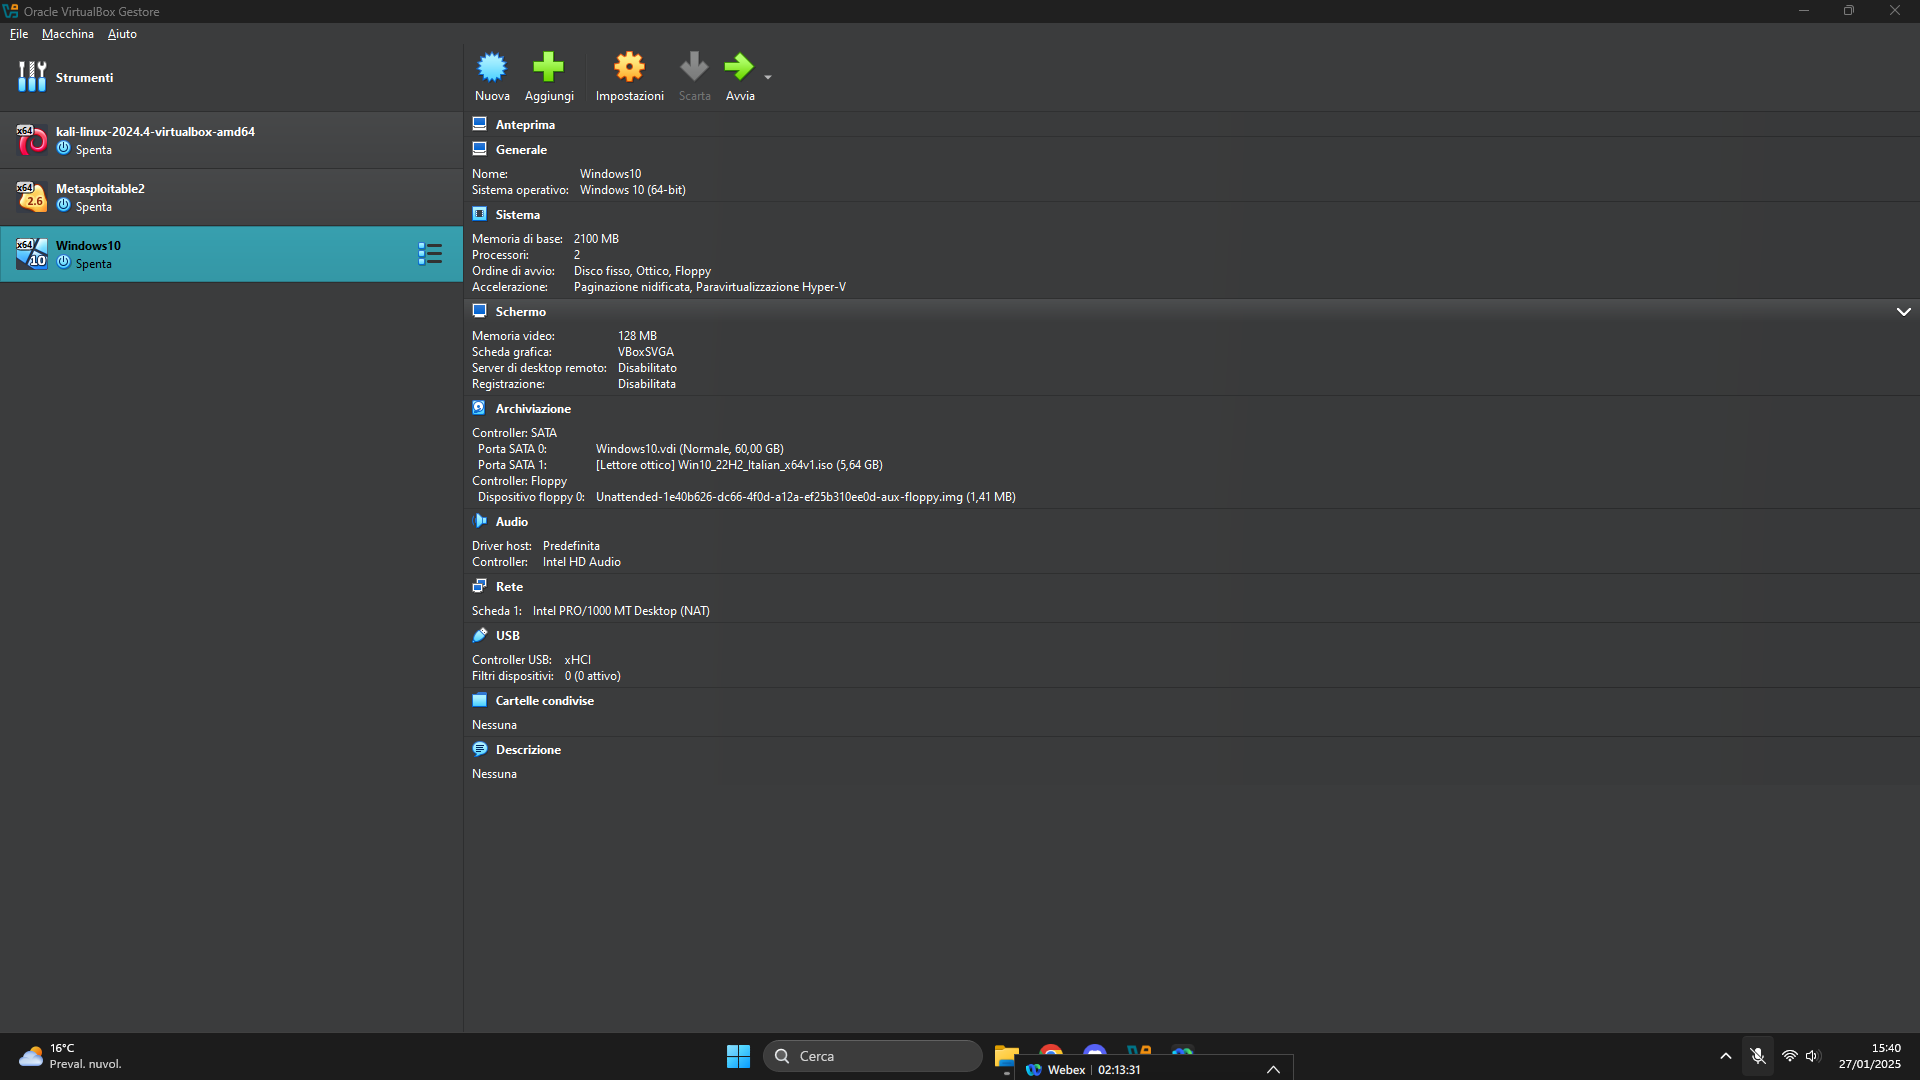 Oracle VirtualBox Gestore
File Macchina Aiuto
Strumenti
Nuova Aggiungi Impostazioni Scarta Avvia
x64 kali-linux-2024.4-virtualbox-amd64
Spenta
x64 2.6 Metasploitable2
Spenta
x64 10 Windows10
Spenta
Anteprima
Generale
Nome: Windows10
Sistema operativo: Windows 10 (64-bit)
Sistema
Memoria di base: 2100 MB
Processori: 2
Ordine di avvio: Disco fisso, Ottico, Floppy
Accelerazione: Paginazione nidificata, Paravirtualizzazione Hyper-V
Schermo
Memoria video: 128 MB
Scheda grafica: VBoxSVGA
Server di desktop remoto: Disabilitato
Registrazione: Disabilitata
Archiviazione
Controller: SATA
Porta SATA 0: Windows10.vdi (Normale, 60,00 GB)
Porta SATA 1: [Lettore ottico] Win10_22H2_Italian_x64v1.iso (5,64 GB)
Controller: Floppy
Dispositivo floppy 0: Unattended-1e40b626-dc66-4f0d-a12a-ef25b310ee0d-aux-floppy.img (1,41 MB)
Audio
Driver host: Predefinita
Controller: Intel HD Audio
Rete
Scheda 1: Intel PRO/1000 MT Desktop (NAT)
USB
Controller USB: xHCI
Filtri dispositivi: 0 (0 attivo)
Cartelle condivise
Nessuna
Descrizione
Nessuna
16°C
Preval. nuvol.
Cerca
Webex 02:13:31
15:40
27/01/2025